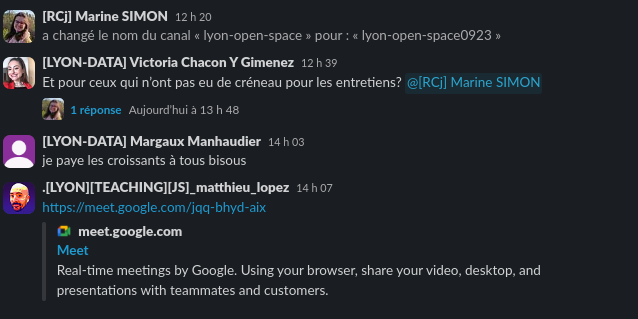 [RCj] Marine SIMON 12 h 20
a changé le nom du canal « lyon-open-space » pour : « lyon-open-space0923 »
[LYON-DATA] Victoria Chacon Y Gimenez 12 h 39
Et pour ceux qui n'ont pas eu de créneau pour les entretiens? @[RCj] Marine SIMON
1 réponse Aujourd'hui à 13 h 48
[LYON-DATA] Margaux Manhaudier 14 h 03
je paye les croissants à tous bisous
.[LYON][TEACHING][JS]_matthieu_lopez 14 h 07
https://meet.google.com/jqq-bhyd-aix
meet.google.com
Meet
Real-time meetings by Google. Using your browser, share your video, desktop, and
presentations with teammates and customers.